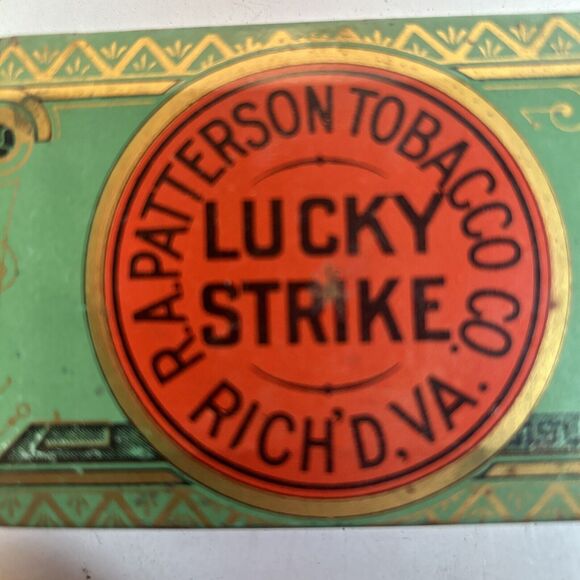 R.A. PATTERSON TOBACCO CO.
LUCKY
STRIKE.
RICH'D, VA.